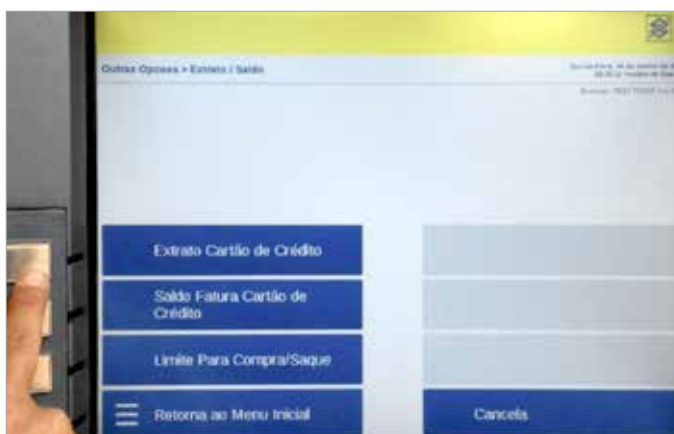 Outras Opcoes > Extrato / Saldo
Extrato Cartão de Crédito
Saldo Fatura Cartão de
Crédito
Limite Para Compra/Saque
Retorna ao Menu Inicial
Cancela